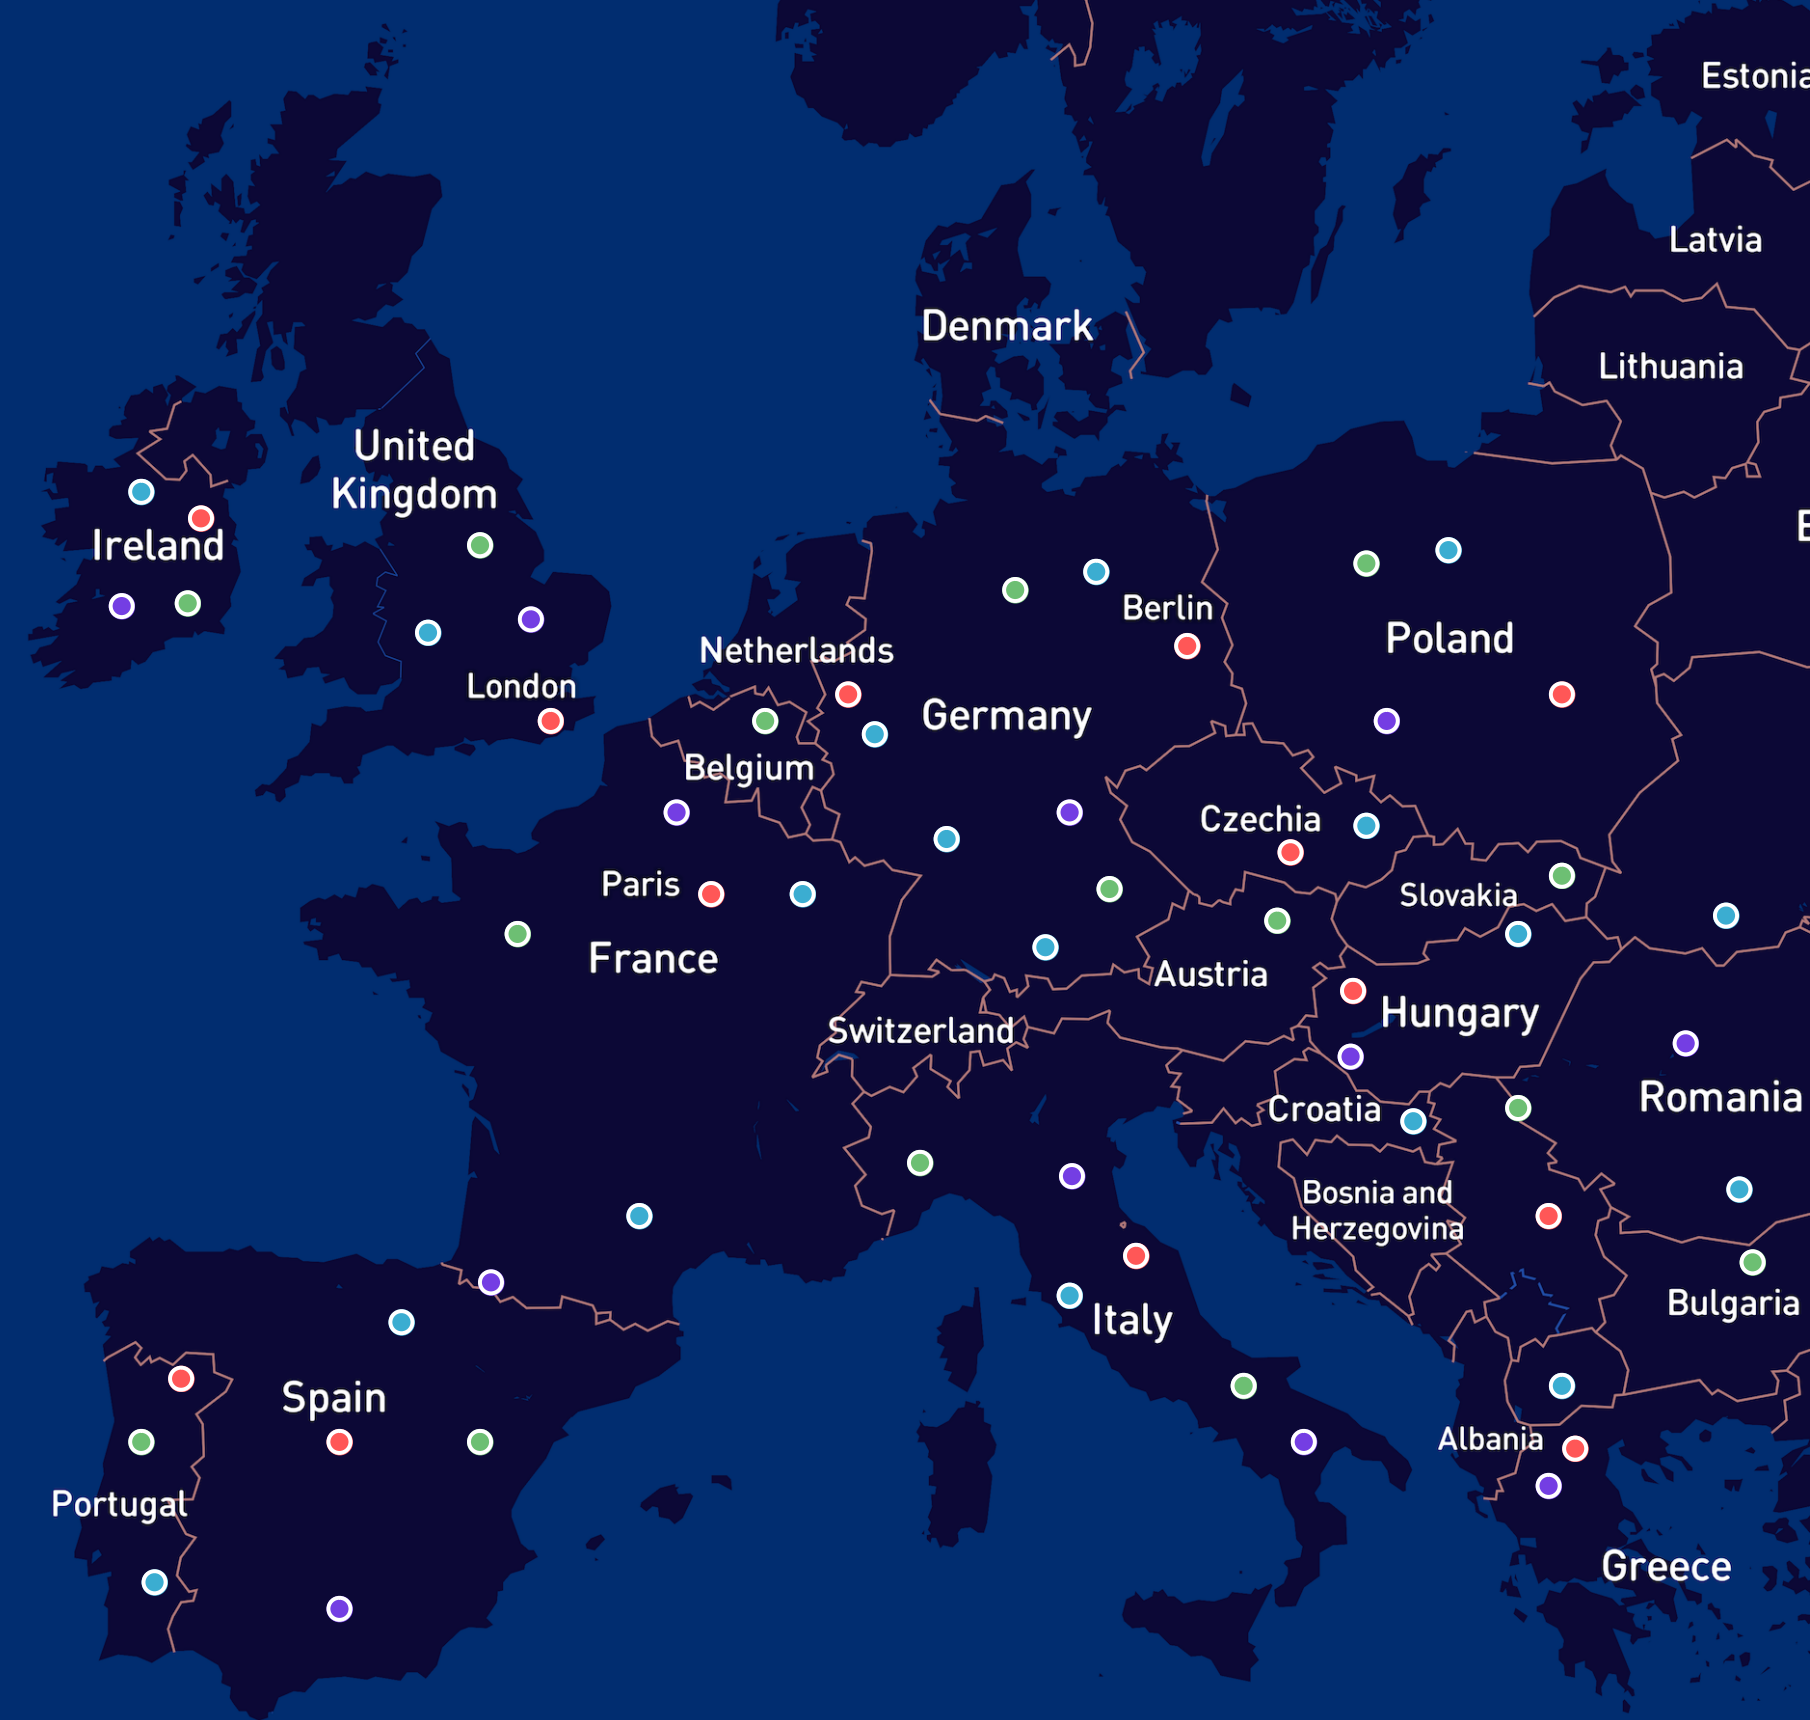 Estonia
Latvia
Denmark
Lithuania
United
Kingdom
Ireland
Berlin
Poland
Netherlands
London
Germany
Belgium
Czechia
Paris
Slovakia
France
Austria
Hungary
Switzerland
Romania
Croatia
Bosnia and
Herzegovina
Bulgaria
Italy
Spain
Albania
Portugal
Greece